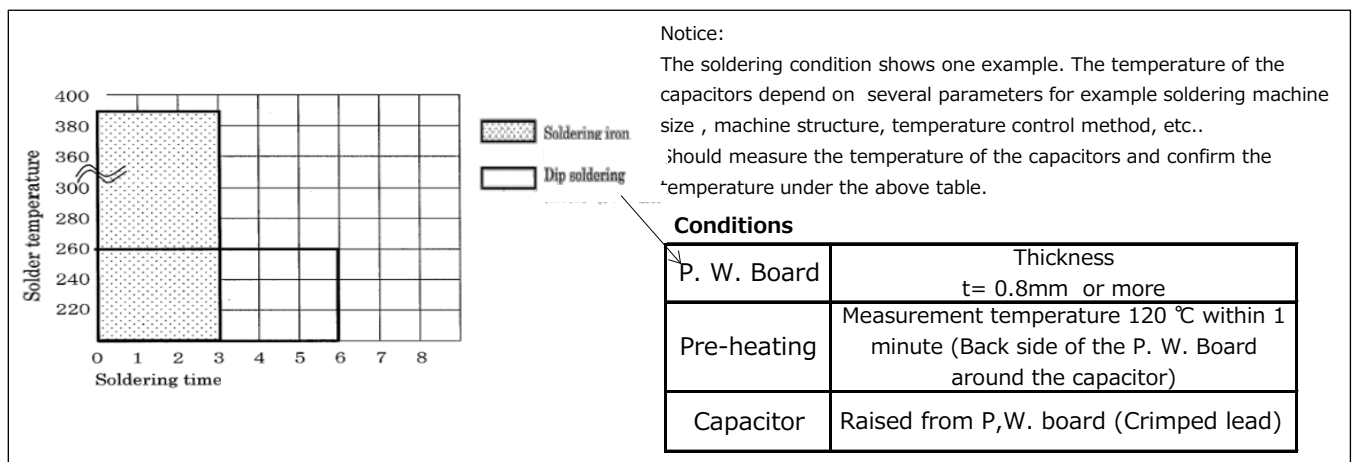 Notice:
The soldering condition shows one example. The temperature of the
capacitors depend on several parameters for example soldering machine
size , machine structure, temperature control method, etc..
Should measure the temperature of the capacitors and confirm the
temperature under the above table.
400
380
360
300
280
260
240
220
Solder temperature
0 1 2 3 4 5 6 7 8
Soldering time
Soldering iron
Dip soldering
Conditions
P. W. Board
Thickness
t= 0.8mm or more
Pre-heating
Measurement temperature 120 ℃ within 1
minute (Back side of the P. W. Board
around the capacitor)
Capacitor
Raised from P,W. board (Crimped lead)